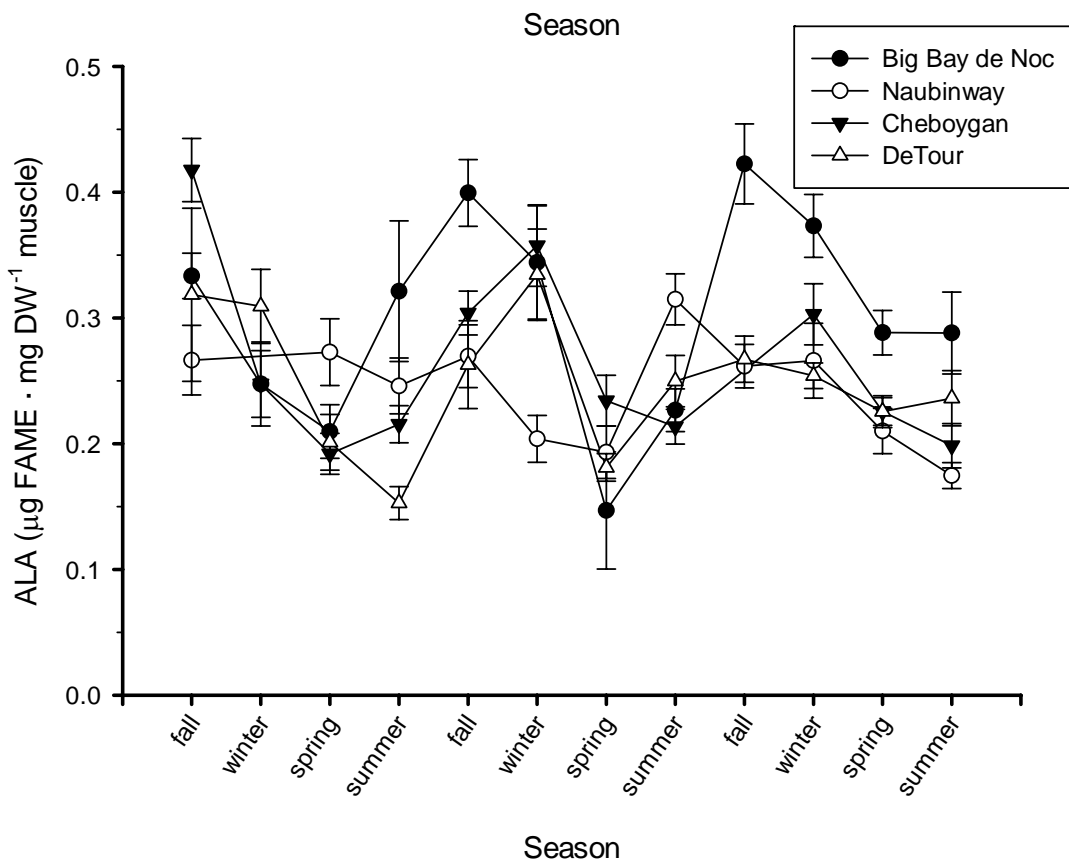 Season
Big Bay de Noc
Naubinway
Cheboygan
DeTour
ALA (μg FAME · mg DW⁻¹ muscle)
0.5
0.4
0.3
0.2
0.1
0.0
fall
winter
spring
summer
fall
winter
spring
summer
fall
winter
spring
summer
Season